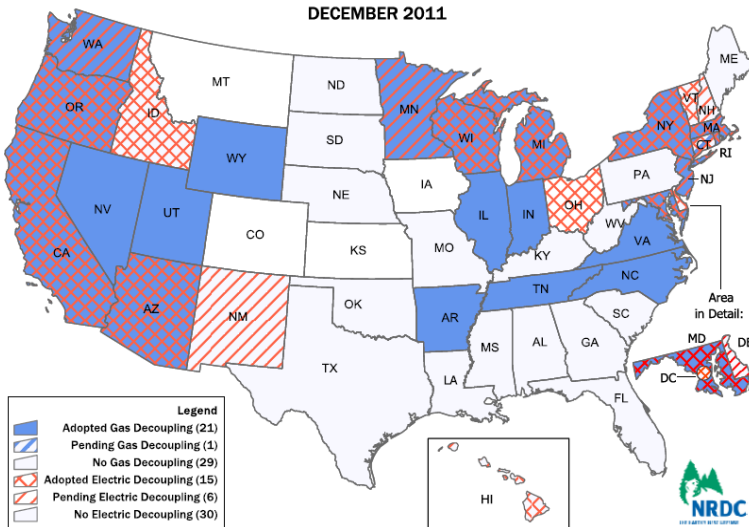 DECEMBER 2011
WA
MT
ND
MN
ME
VT
NH
OR
ID
SD
WI
MI
NY
MA
CT
RI
WY
NE
IA
PA
NJ
NV
UT
CO
IL
IN
OH
WV
VA
CA
KS
MO
KY
NC
TN
AZ
NM
OK
AR
SC
MS
AL
GA
TX
LA
FL
Area
in Detail:
MD
DE
DC
HI
Legend
Adopted Gas Decoupling (21)
Pending Gas Decoupling (1)
No Gas Decoupling (29)
Adopted Electric Decoupling (15)
Pending Electric Decoupling (6)
No Electric Decoupling (30)
NRDC